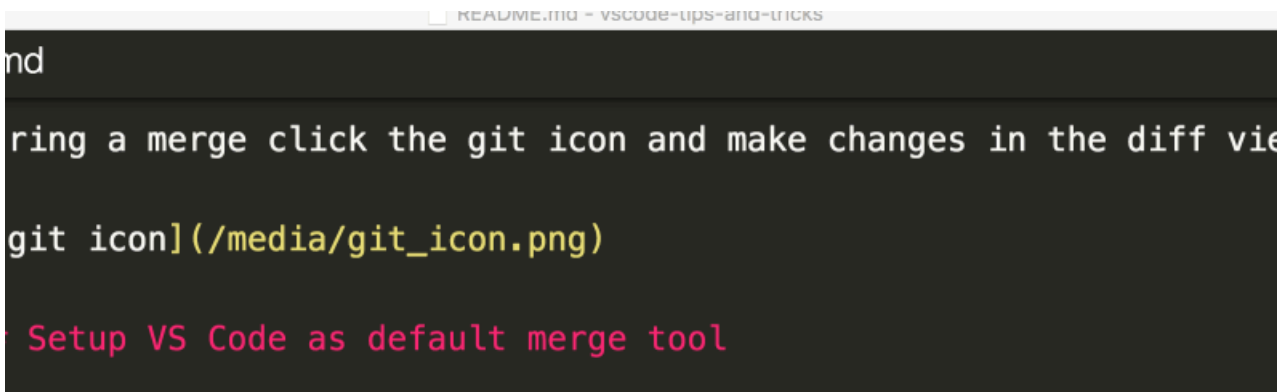 README.md - vscode-tips-and-tricks
md
ring a merge click the git icon and make changes in the diff vie
git icon](/media/git_icon.png)
Setup VS Code as default merge tool